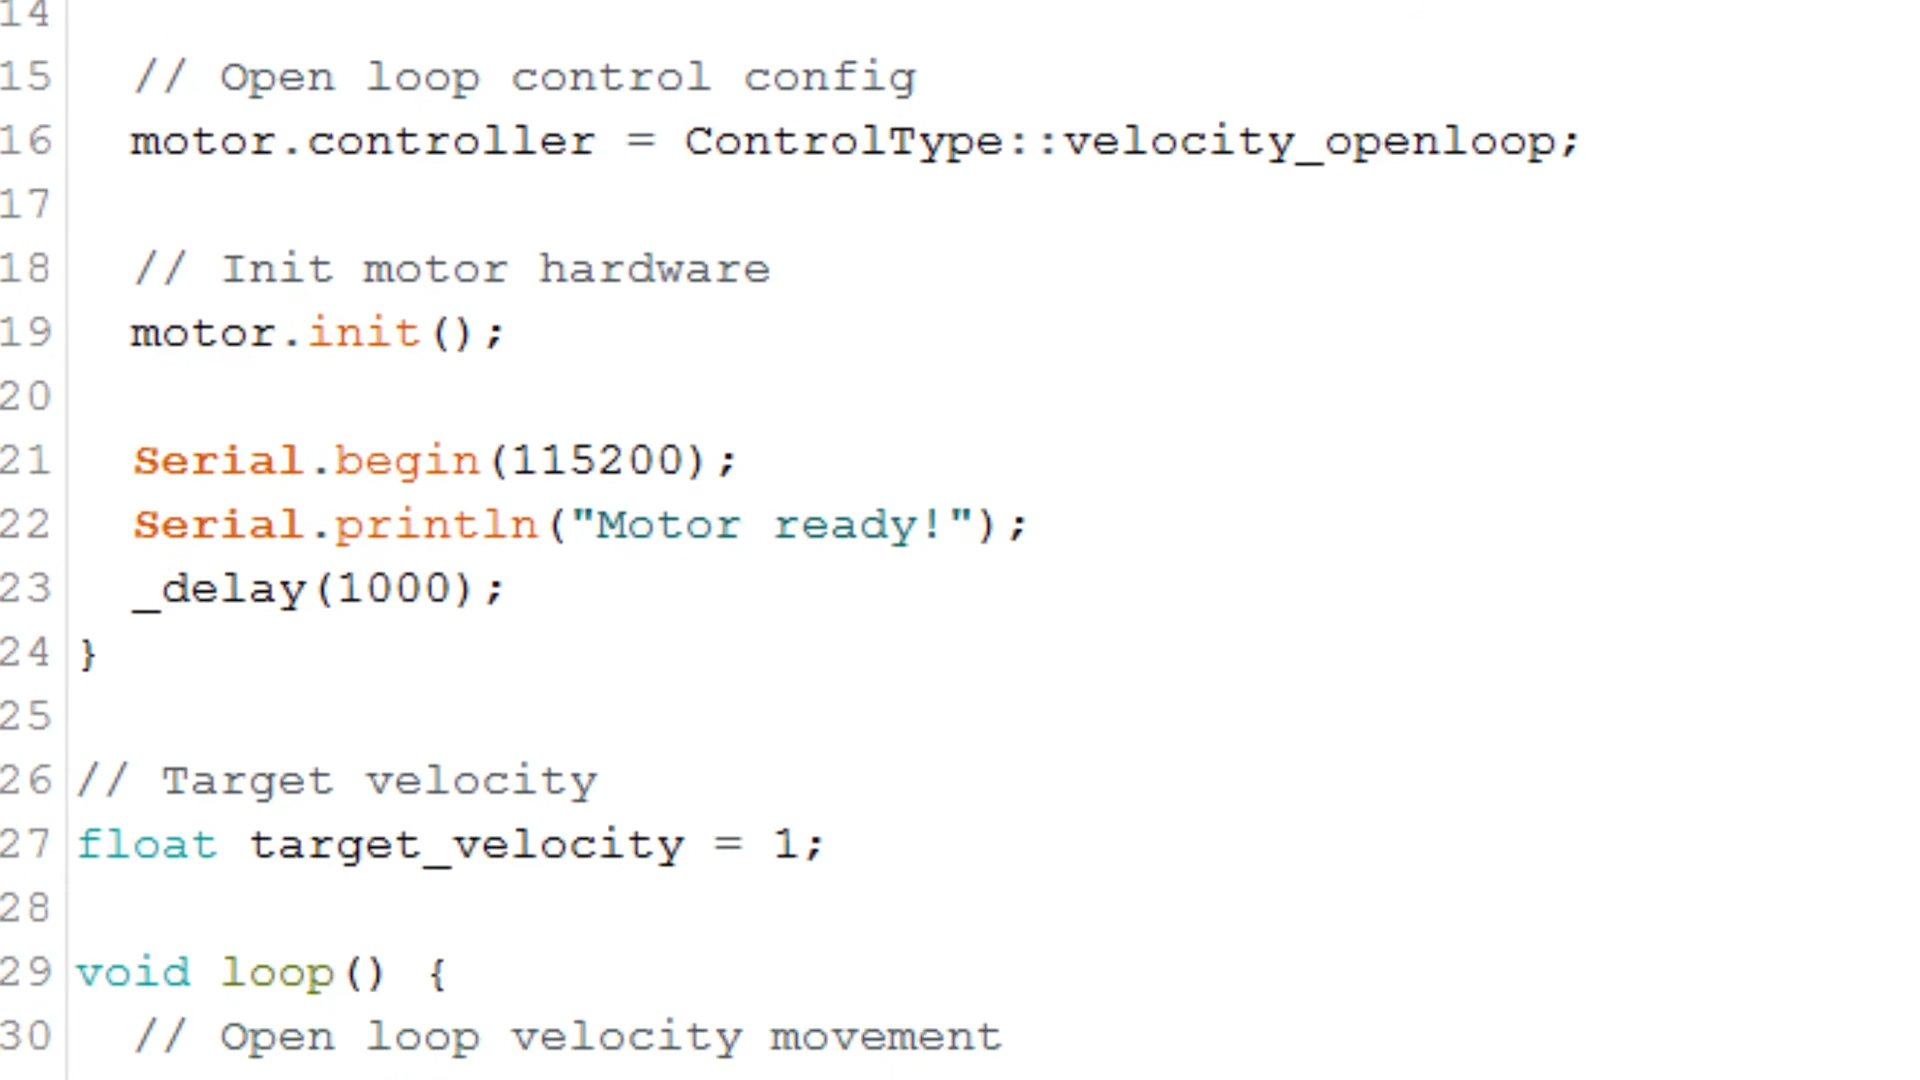 14
15 // Open loop control config
16 motor.controller = ControlType::velocity_openloop;
17
18 // Init motor hardware
19 motor.init();
20
21 Serial.begin(115200);
22 Serial.println("Motor ready!");
23 _delay(1000);
24 }
25
26 // Target velocity
27 float target_velocity = 1;
28
29 void loop() {
30 // Open loop velocity movement